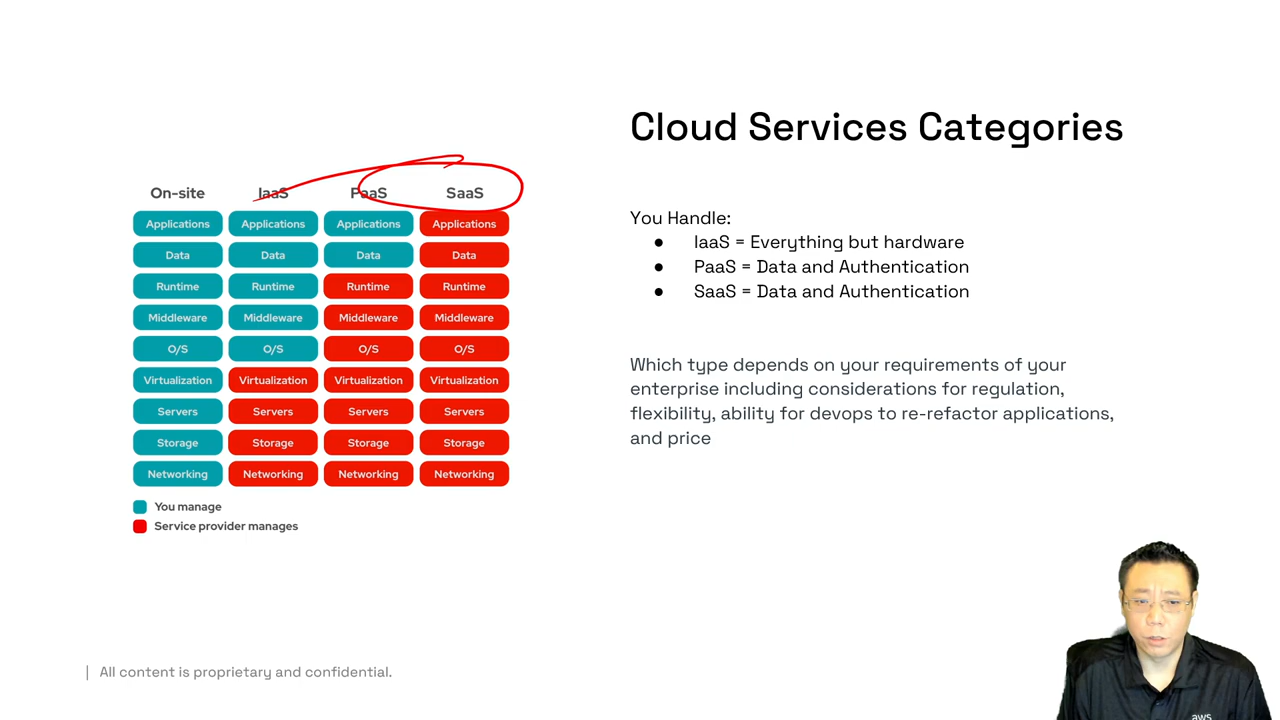 Cloud Services Categories
On-site IaaS PaaS SaaS
Applications Applications Applications Applications
Data Data Data Data
Runtime Runtime Runtime Runtime
Middleware Middleware Middleware Middleware
O/S O/S O/S O/S
Virtualization Virtualization Virtualization Virtualization
Servers Servers Servers Servers
Storage Storage Storage Storage
Networking Networking Networking Networking
You manage
Service provider manages
You Handle:
● IaaS = Everything but hardware
● PaaS = Data and Authentication
● SaaS = Data and Authentication
Which type depends on your requirements of your
enterprise including considerations for regulation,
flexibility, ability for devops to re-refactor applications,
and price
| All content is proprietary and confidential.
aws